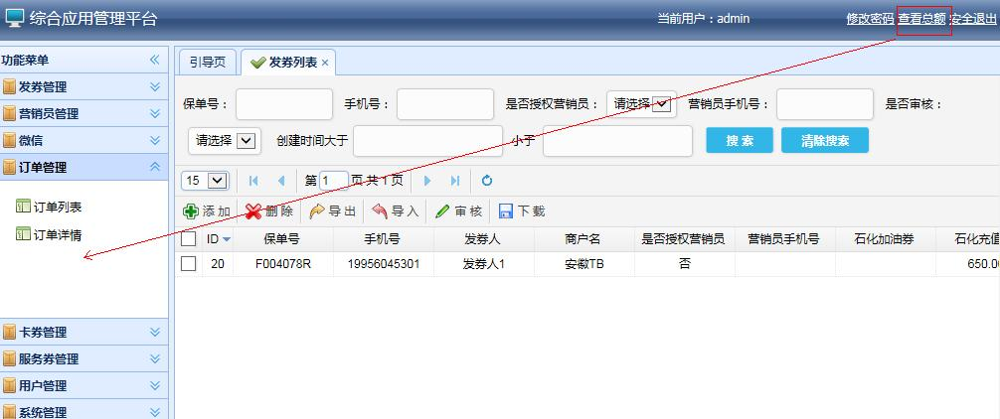 综合应用管理平台 当前用户：admin 修改密码 查看总额 安全退出
功能菜单
发券管理
营销员管理
微信
订单管理
订单列表
订单详情
卡券管理
服务券管理
用户管理
系统管理
引导页 发券列表
保单号： 手机号： 是否授权营销员： 请选择 营销员手机号： 是否审核：
请选择 创建时间大于 小于 搜 索 清除搜索
15 第 1 页 共 1 页
添 加 删 除 导 出 导 入 审 核 下 载
ID 保单号 手机号 发券人 商户名 是否授权营销员 营销员手机号 石化加油券 石化充值
20 F004078R 19956045301 发券人1 安徽TB 否 650.0